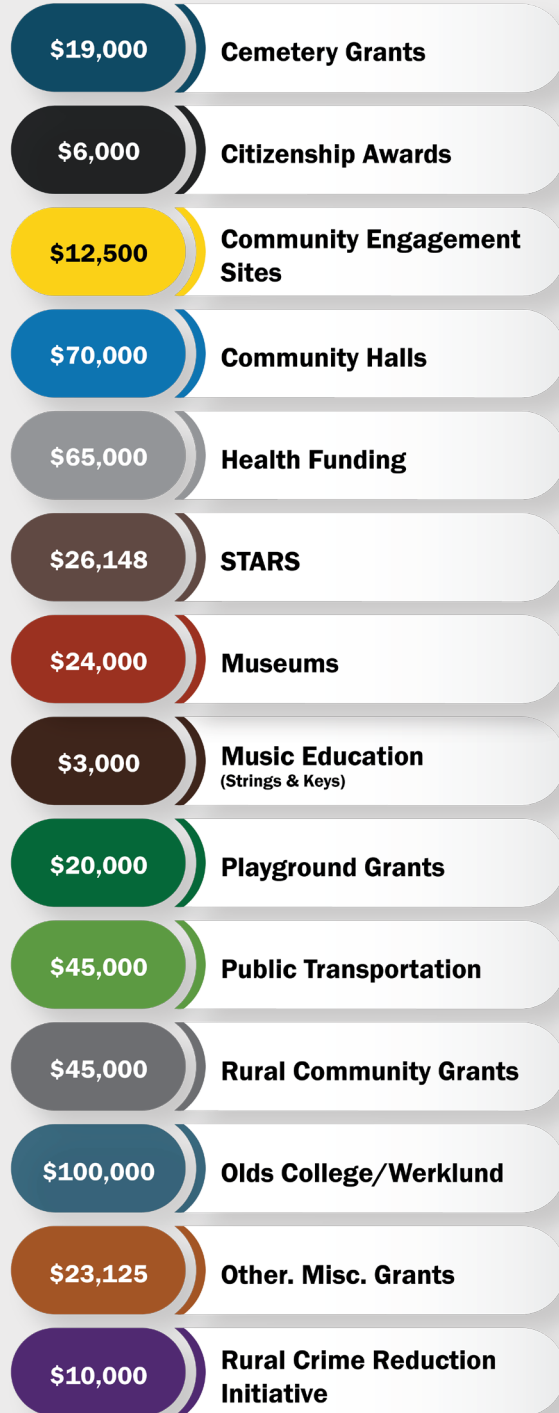 $19,000 Cemetery Grants
$6,000 Citizenship Awards
$12,500 Community Engagement
Sites
$70,000 Community Halls
$65,000 Health Funding
$26,148 STARS
$24,000 Museums
$3,000 Music Education
(Strings & Keys)
$20,000 Playground Grants
$45,000 Public Transportation
$45,000 Rural Community Grants
$100,000 Olds College/Werklund
$23,125 Other. Misc. Grants
$10,000 Rural Crime Reduction
Initiative